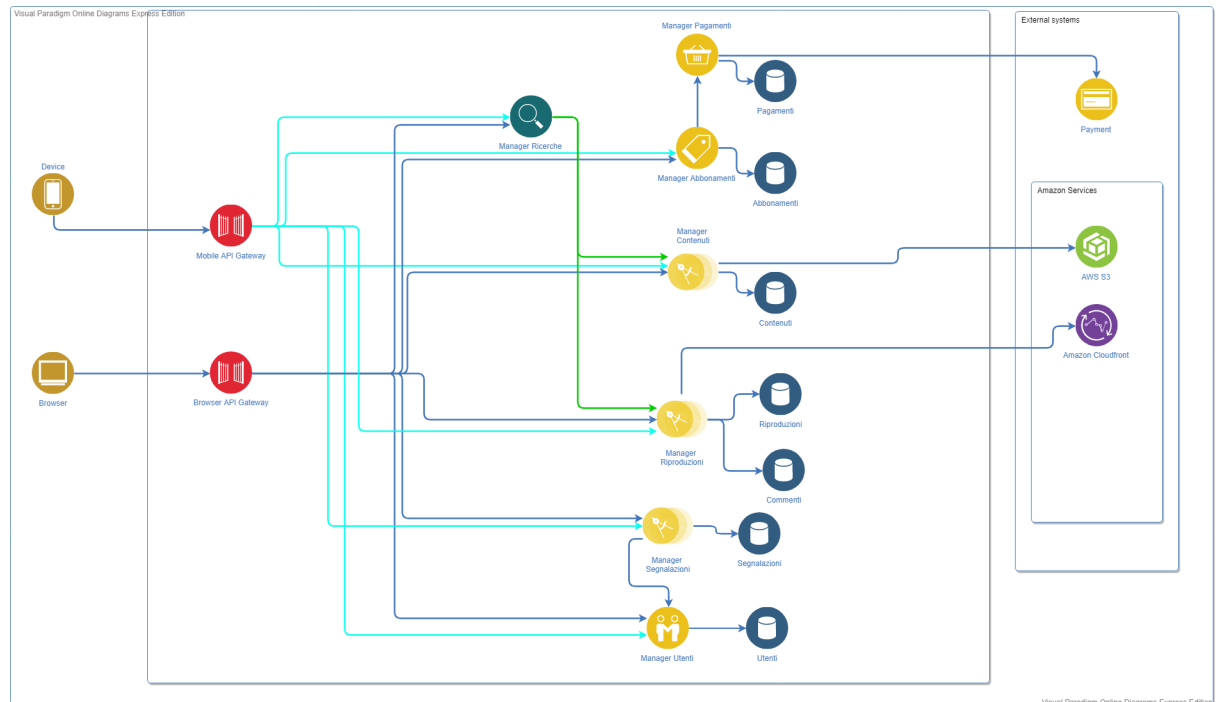 Visual Paradigm Online Diagrams Express Edition
External systems
Manager Pagamenti
Pagamenti
Payment
Manager Ricerche
Manager Abbonamenti
Abbonamenti
Device
Amazon Services
Mobile API Gateway
Manager
Contenuti
AWS S3
Contenuti
Amazon Cloudfront
Browser
Browser API Gateway
Riproduzioni
Manager
Riproduzioni
Commenti
Manager
Segnalazioni
Segnalazioni
Manager Utenti
Utenti
Visual Paradigm Online Diagrams Express Edition